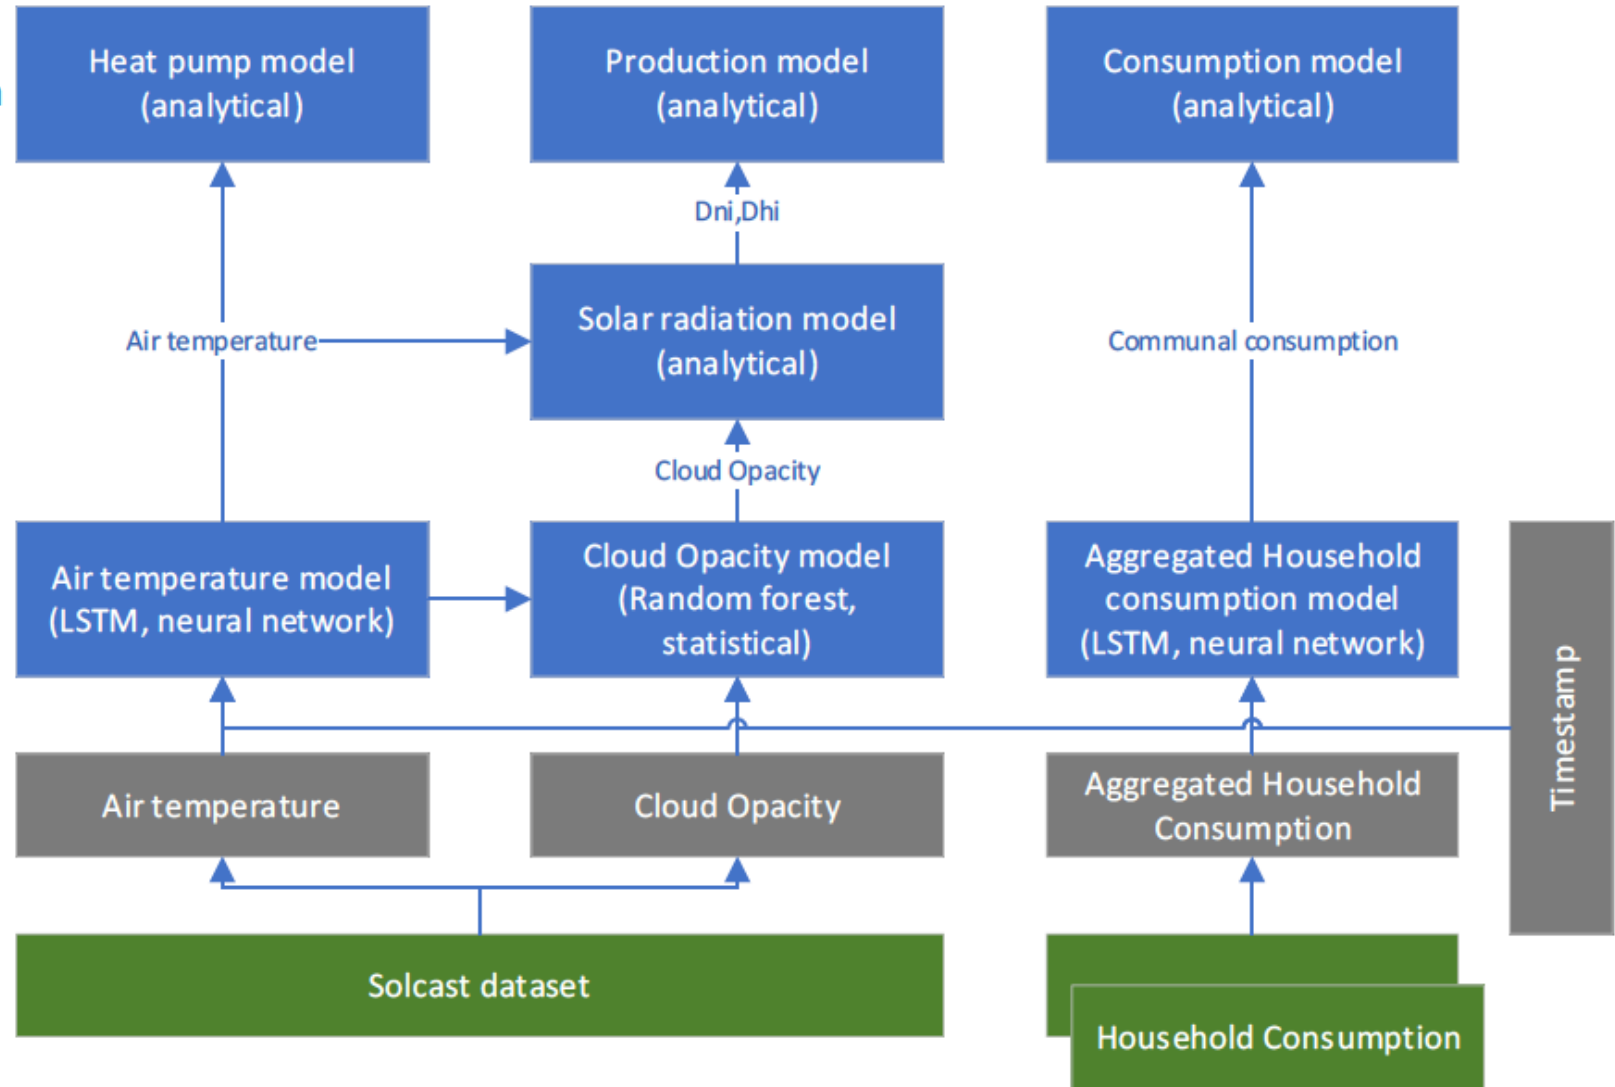 Heat pump model
(analytical)
Production model
(analytical)
Consumption model
(analytical)
Dni,Dhi
Solar radiation model
(analytical)
Air temperature
Communal consumption
Cloud Opacity
Air temperature model
(LSTM, neural network)
Cloud Opacity model
(Random forest,
statistical)
Aggregated Household
consumption model
(LSTM, neural network)
Timestamp
Air temperature
Cloud Opacity
Aggregated Household
Consumption
Solcast dataset
Household Consumption